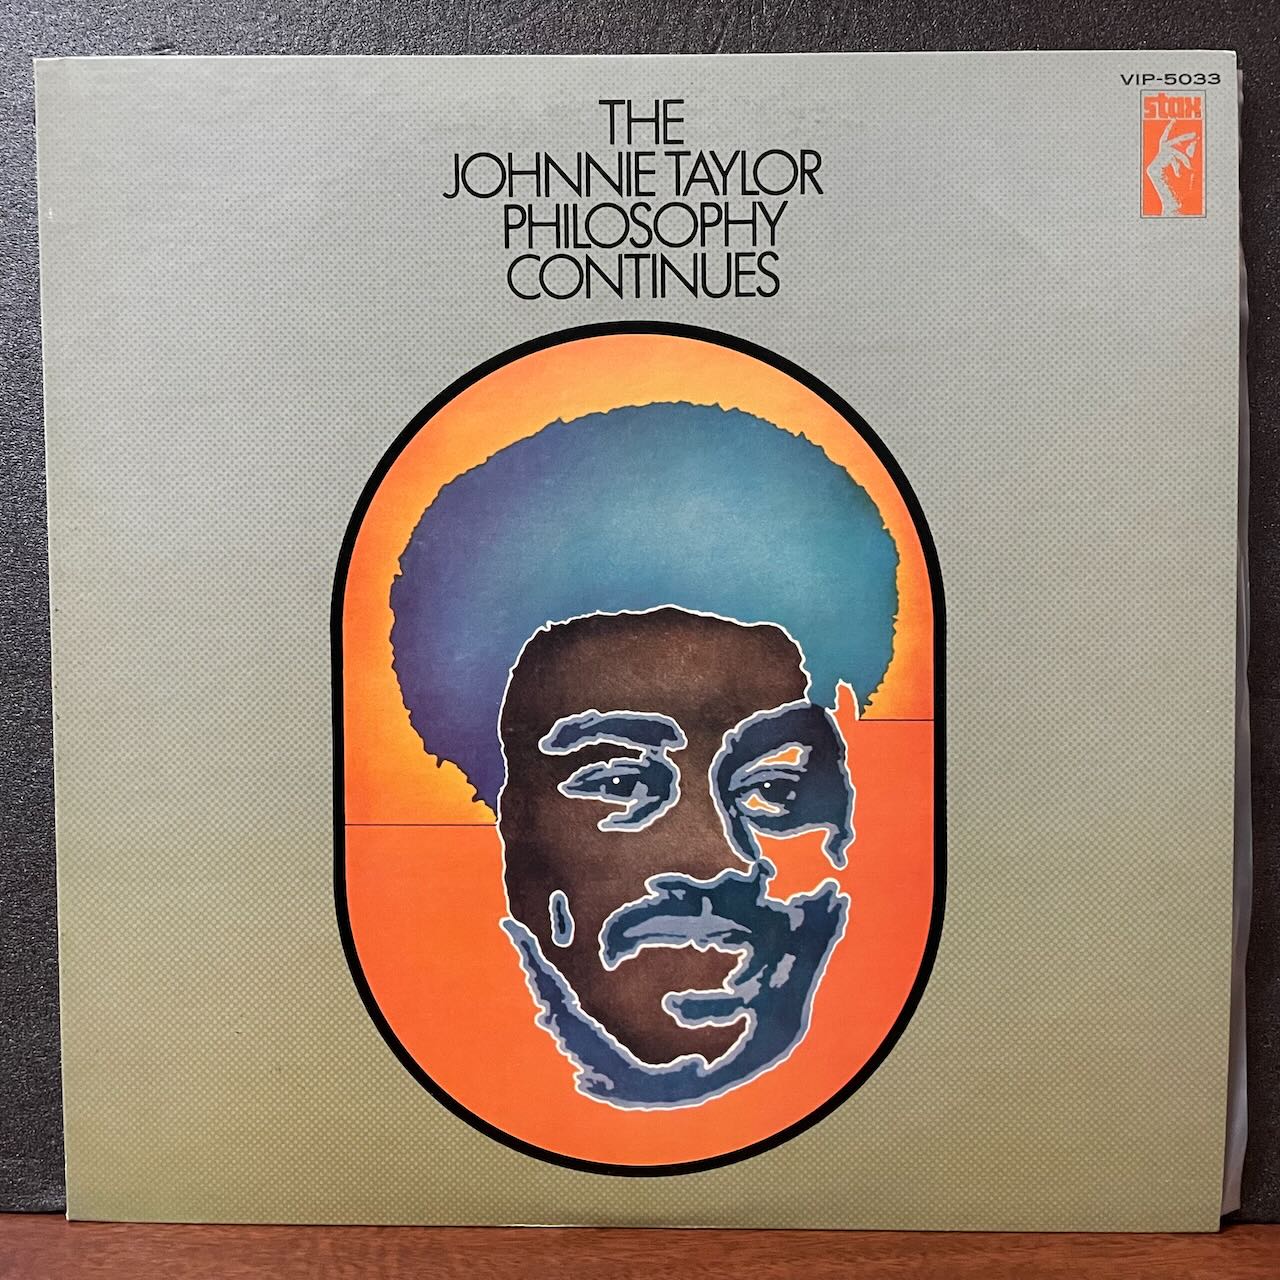 VIP-5033
stax
THE
JOHNNIE TAYLOR
PHILOSOPHY
CONTINUES